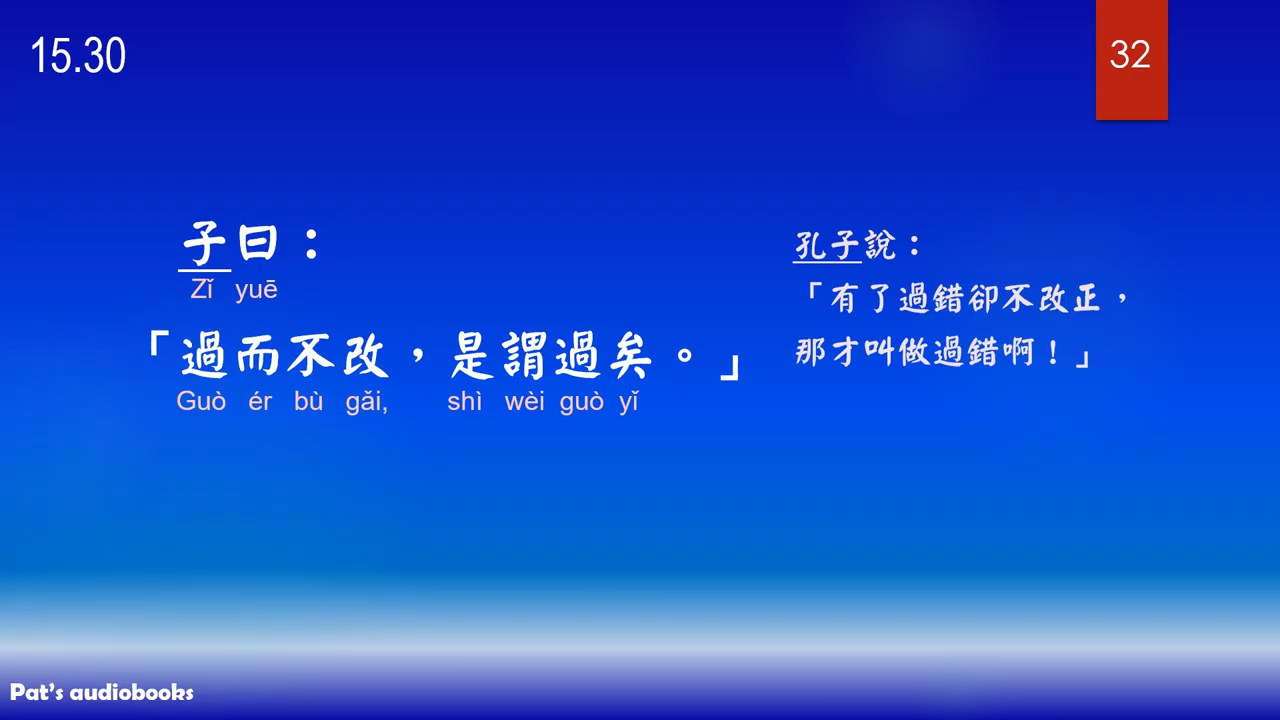 15.30
32
子曰：
Zǐ yuē
「過而不改，是謂過矣。」
Guò ér bù gǎi, shì wèi guò yǐ
孔子說：
「有了過錯卻不改正，
那才叫做過錯啊！」
Pat's audiobooks